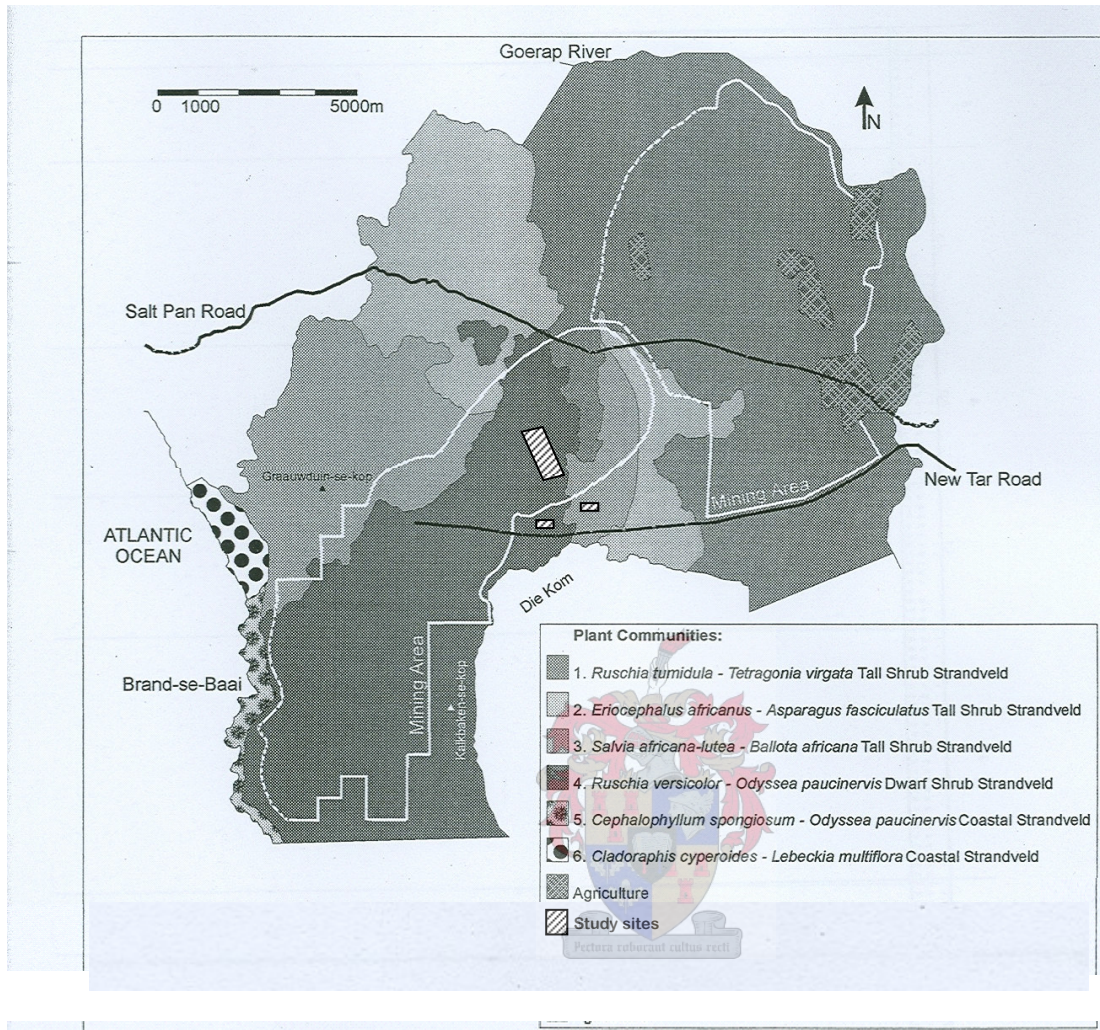 Goerap River
0 1000 5000m
N
Salt Pan Road
Graauwduin-se-kop
New Tar Road
Mining Area
ATLANTIC
OCEAN
Die Kom
Brand-se-Baai
Mining Area
Kalkbaken-se-kop
Plant Communities:
1. Ruschia tumidula - Tetragonia virgata Tall Shrub Strandveld
2. Eriocephalus africanus - Asparagus fasciculatus Tall Shrub Strandveld
3. Salvia africana-lutea - Ballota africana Tall Shrub Strandveld
4. Ruschia versicolor - Odyssea paucinervis Dwarf Shrub Strandveld
5. Cephalophyllum spongiosum - Odyssea paucinervis Coastal Strandveld
6. Cladoraphis cyperoides - Lebeckia multiflora Coastal Strandveld
Agriculture
Study sites
Pectora roborant cultus recti